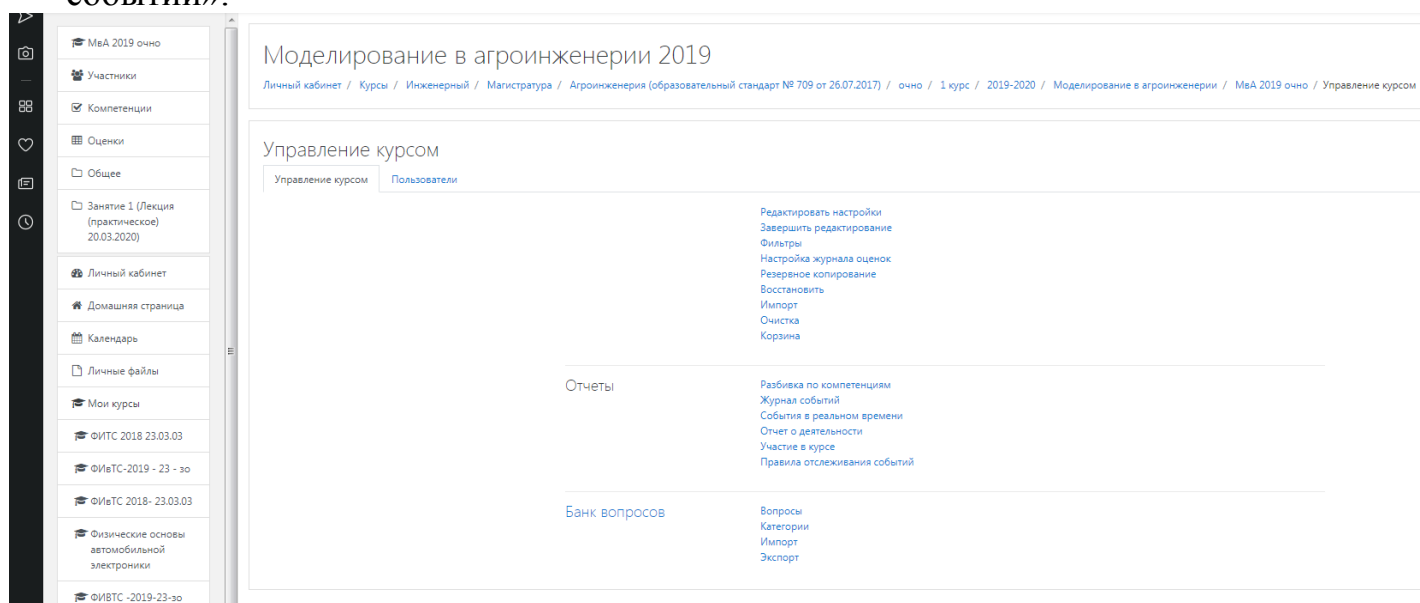 событий».
МвА 2019 очно
Участники
Компетенции
Оценки
Общее
Занятие 1 (Лекция
(практическое)
20.03.2020)
Личный кабинет
Домашняя страница
Календарь
Личные файлы
Мои курсы
ФИТС 2018 23.03.03
ФИвТС-2019 - 23 - зо
ФИвТС 2018- 23.03.03
Физические основы
автомобильной
электроники
ФИВТС -2019-23-зо
Моделирование в агроинженерии 2019
Личный кабинет / Курсы / Инженерный / Магистратура / Агроинженерия (образовательный стандарт № 709 от 26.07.2017) / очно / 1 курс / 2019-2020 / Моделирование в агроинженерии / МвА 2019 очно / Управление курсом
Управление курсом
Управление курсом Пользователи
Редактировать настройки
Завершить редактирование
Фильтры
Настройка журнала оценок
Резервное копирование
Восстановить
Импорт
Очистка
Корзина
Отчеты
Разбивка по компетенциям
Журнал событий
События в реальном времени
Отчет о деятельности
Участие в курсе
Правила отслеживания событий
Банк вопросов
Вопросы
Категории
Импорт
Экспорт